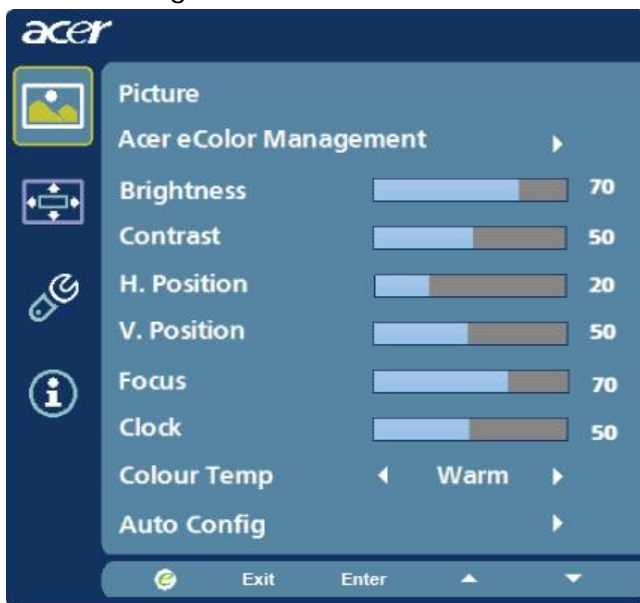 acer
Picture
Acer eColor Management
Brightness 70
Contrast 50
H. Position 20
V. Position 50
Focus 70
Clock 50
Colour Temp Warm
Auto Config
e Exit Enter